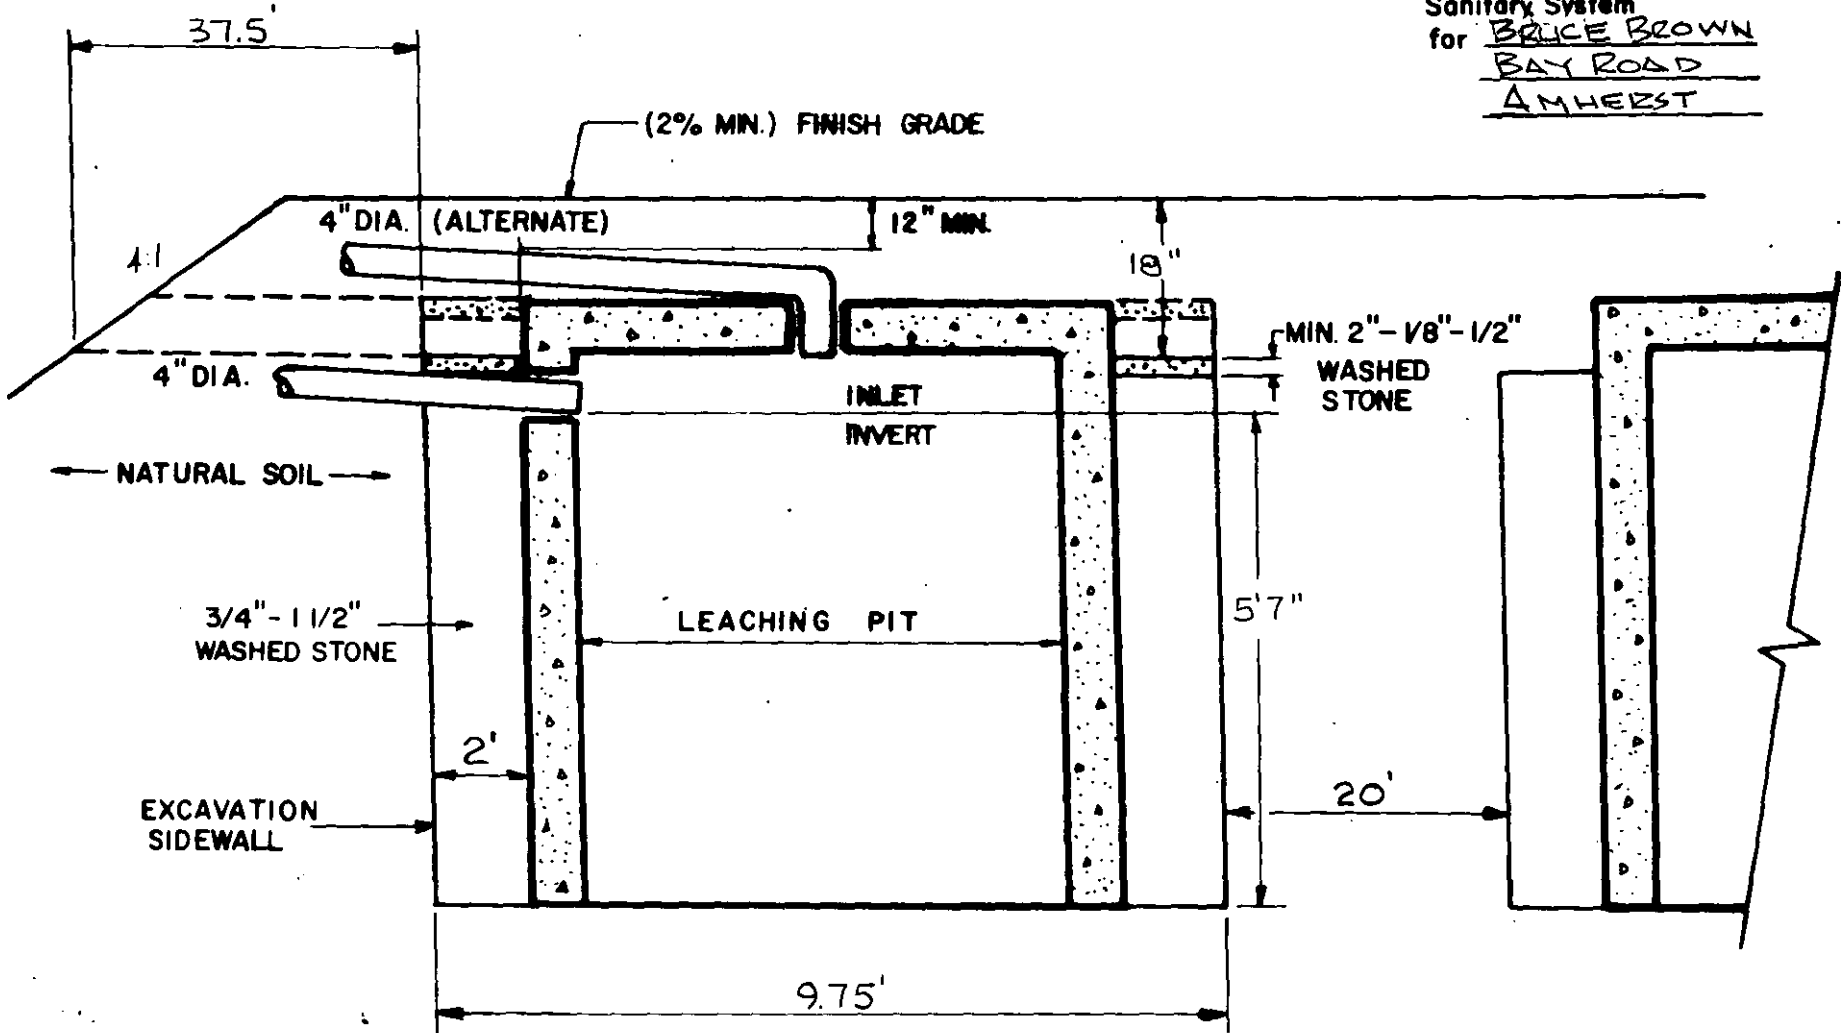 37.5'
Sanitary System
for BRUCE BROWN
BAY ROAD
AMHERST
(2% MIN.) FINISH GRADE
4" DIA. (ALTERNATE)
12" MIN.
4:1
18"
MIN. 2"-1/8"-1/2"
WASHED
STONE
4" DIA.
INLET
INVERT
NATURAL SOIL
3/4"-1 1/2"
WASHED STONE
LEACHING PIT
5'7"
2'
20'
EXCAVATION
SIDEWALL
9.75'